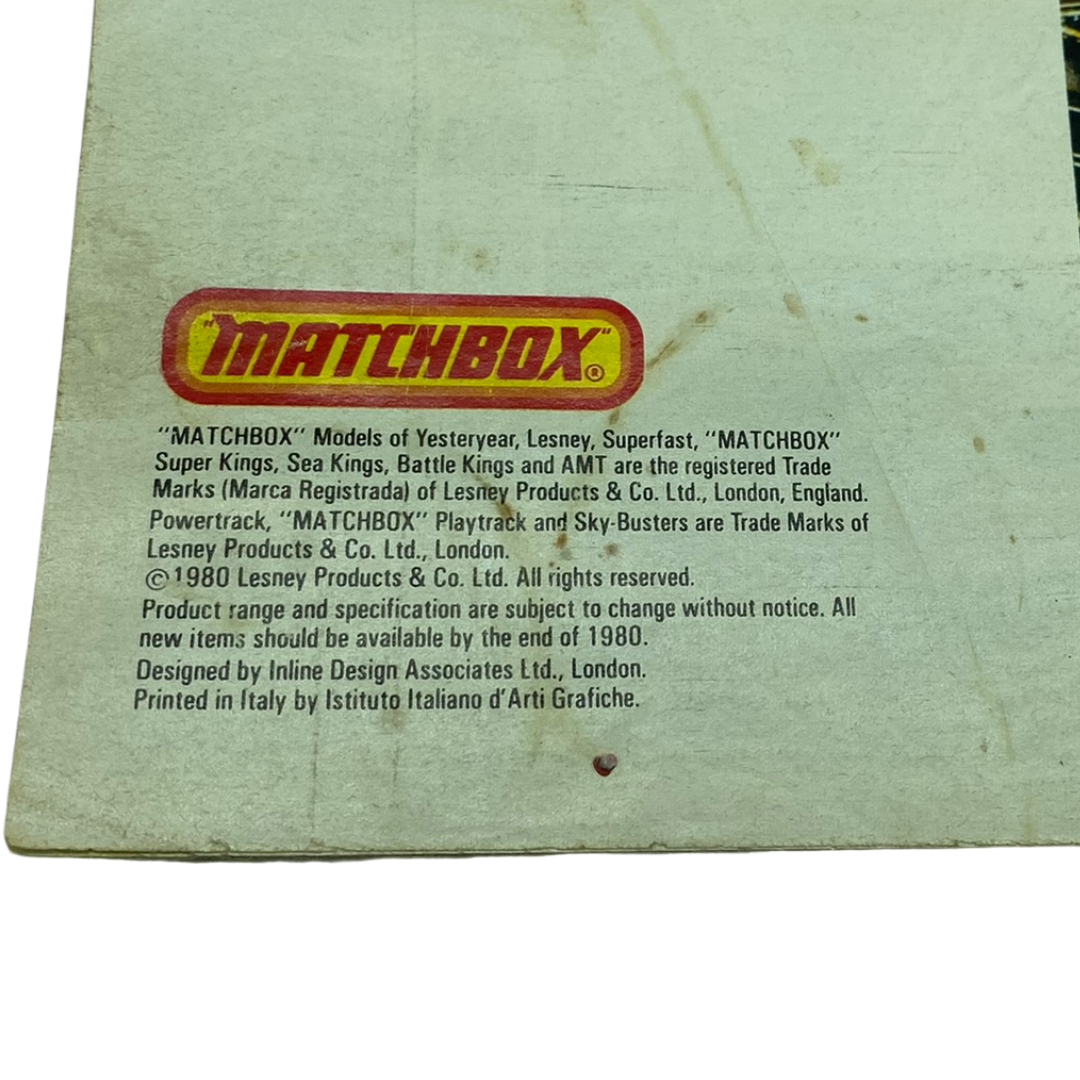 "MATCHBOX"®
"MATCHBOX" Models of Yesteryear, Lesney, Superfast, "MATCHBOX"
Super Kings, Sea Kings, Battle Kings and AMT are the registered Trade
Marks (Marca Registrada) of Lesney Products & Co. Ltd., London, England.
Powertrack, "MATCHBOX" Playtrack and Sky-Busters are Trade Marks of
Lesney Products & Co. Ltd., London.
©1980 Lesney Products & Co. Ltd. All rights reserved.
Product range and specification are subject to change without notice. All
new items should be available by the end of 1980.
Designed by Inline Design Associates Ltd., London.
Printed in Italy by Istituto Italiano d'Arti Grafiche.